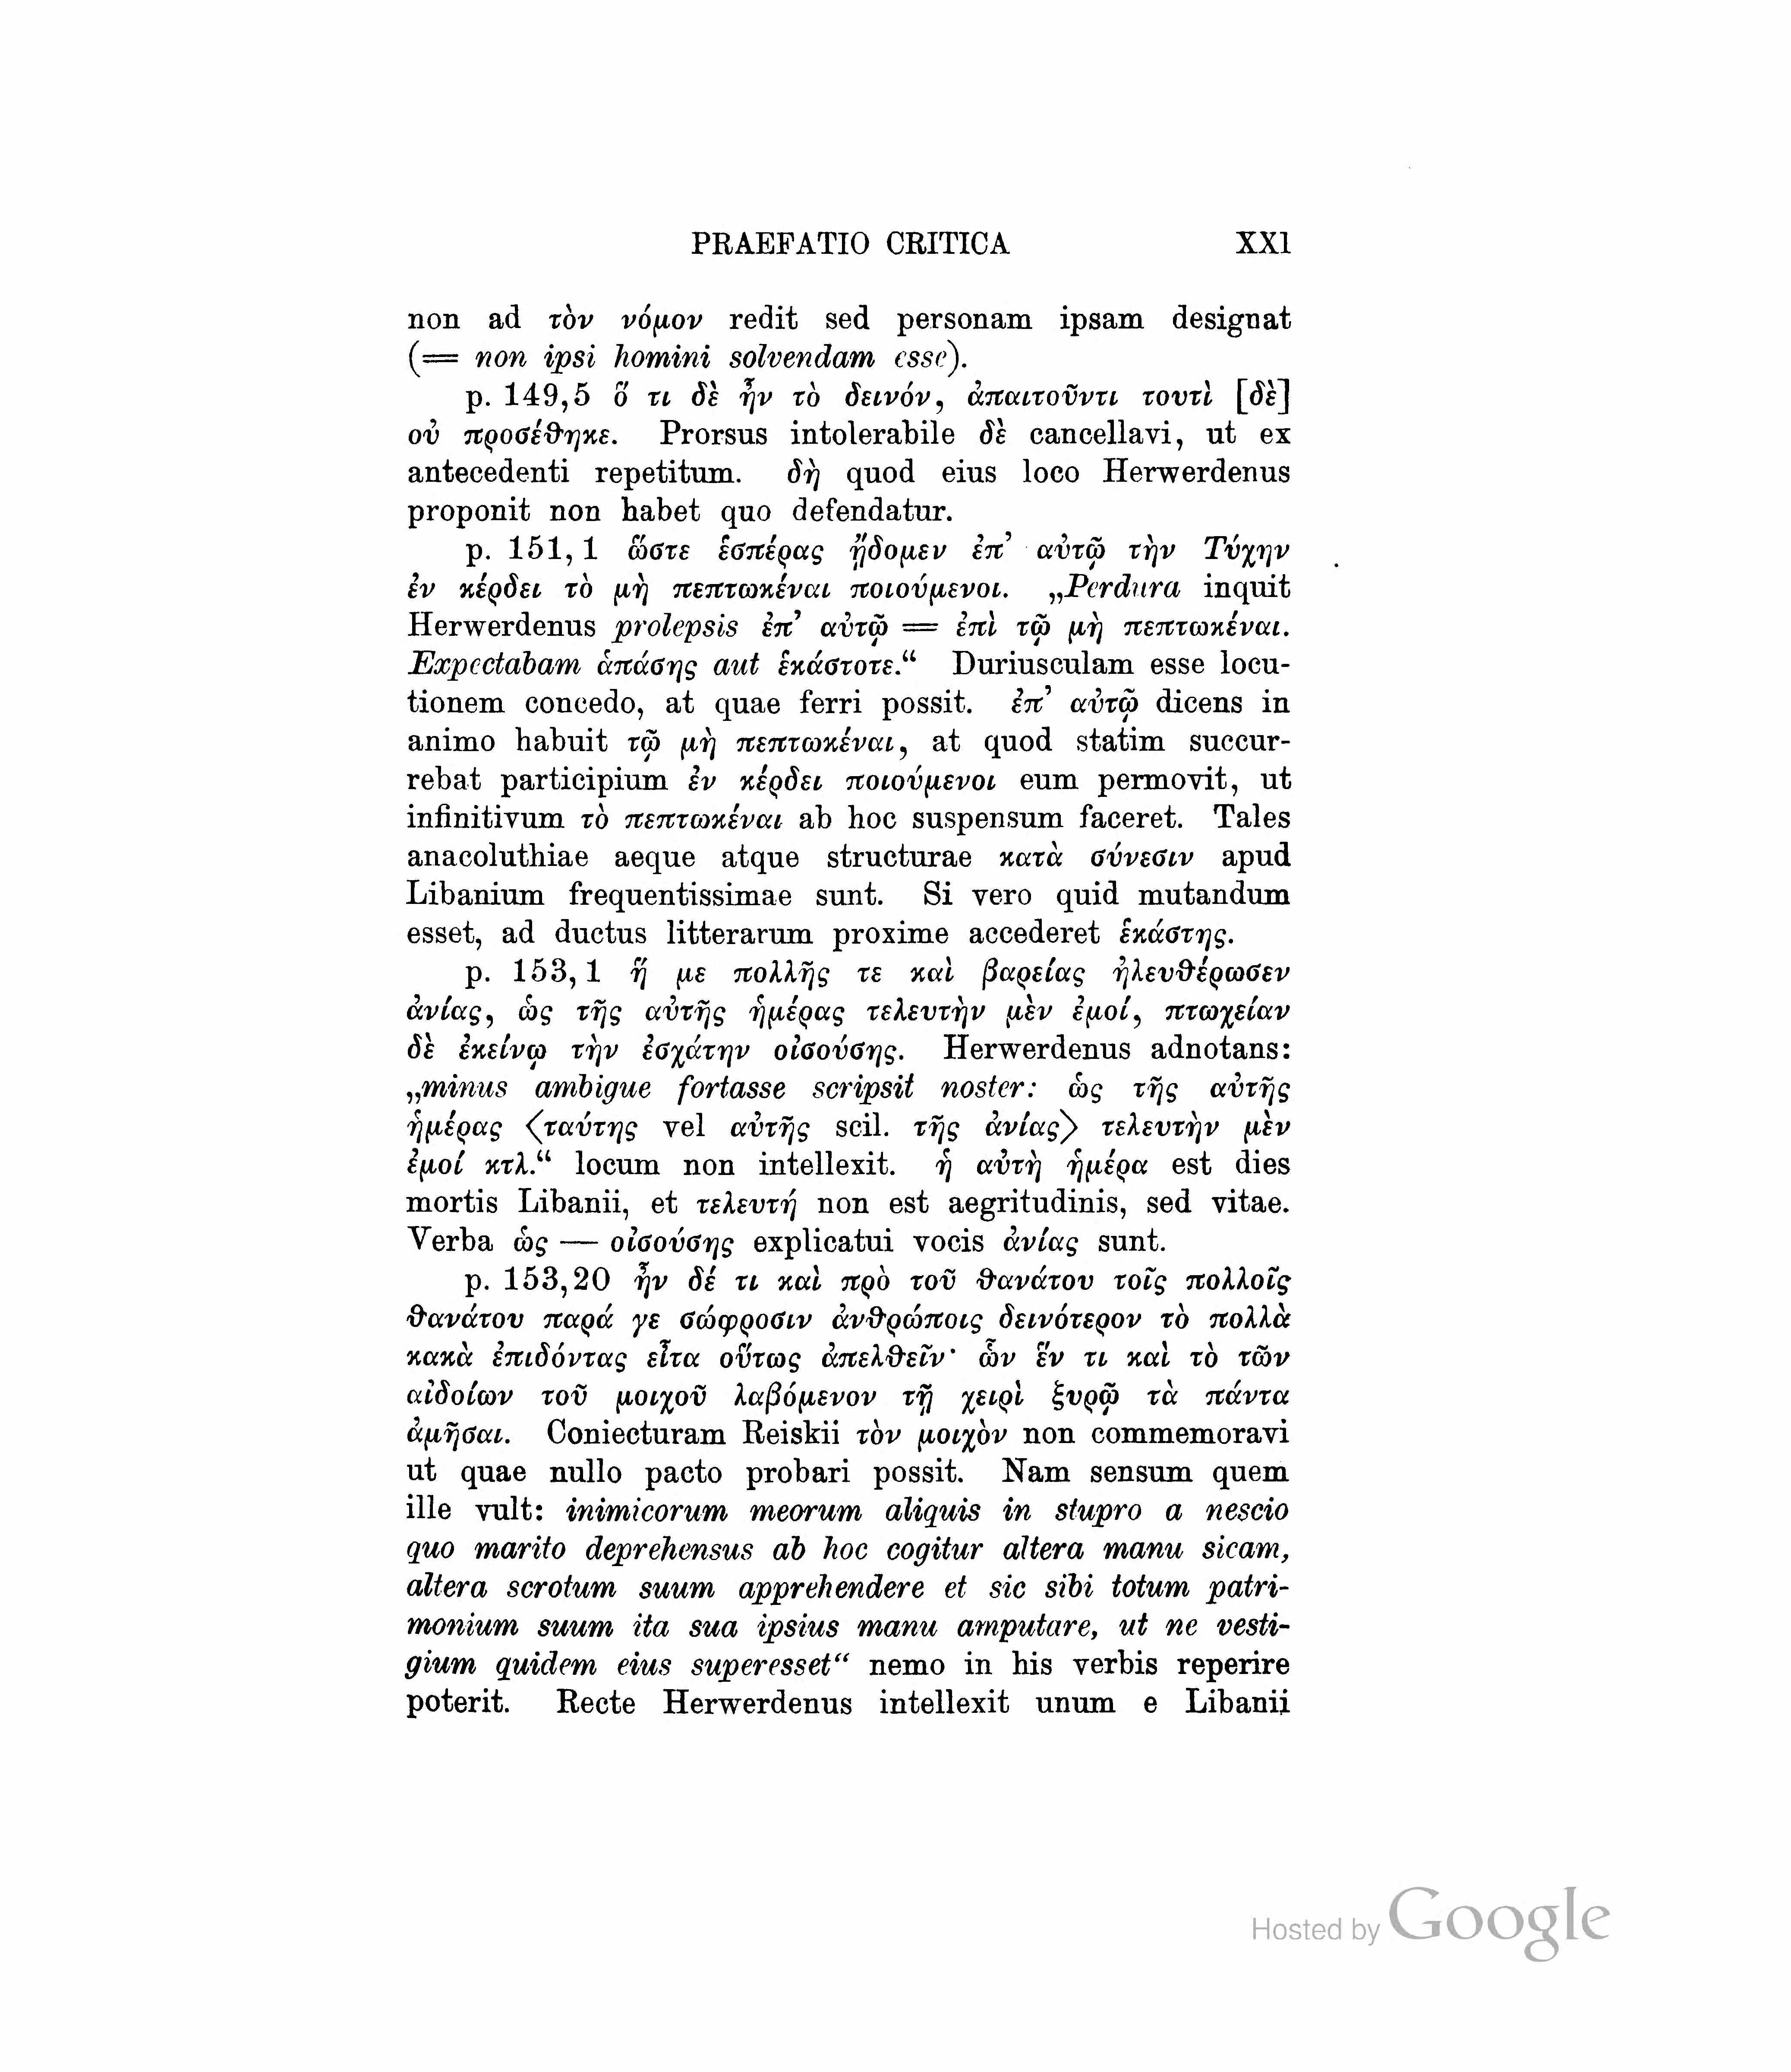 PRAEFATIO CRITICA XXI
non ad τὸν νόμον redit sed personam ipsam designat
(= non ipsi homini solvendam esse).
p. 149,5 ὅ τι δὲ ἦν τὸ δεινόν, ἀπαιτοῦντι τουτὶ [δὲ]
οὐ προσέθηκε. Prorsus intolerabile δὲ cancellavi, ut ex
antecedenti repetitum. δὴ quod eius loco Herwerdenus
proponit non habet quo defendatur.
p. 151,1 ὥστε ἑσπέρας ᾔδομεν ἐπ’ αὐτῷ τὴν Τύχην
ἐν κέρδει τὸ μὴ πεπτωκέναι ποιούμενοι. „Perdura inquit
Herwerdenus prolepsis ἐπ’ αὐτῷ = ἐπὶ τῷ μὴ πεπτωκέναι.
Expectabam ἁπάσης aut ἑκάστοτε.“ Duriusculam esse locu-
tionem concedo, at quae ferri possit. ἐπ’ αὐτῷ dicens in
animo habuit τῷ μὴ πεπτωκέναι, at quod statim succur-
rebat participium ἐν κέρδει ποιούμενοι eum permovit, ut
infinitivum τὸ πεπτωκέναι ab hoc suspensum faceret. Tales
anacoluthiae aeque atque structurae κατὰ σύνεσιν apud
Libanium frequentissimae sunt. Si vero quid mutandum
esset, ad ductus litterarum proxime accederet ἑκάστης.
p. 153,1 ἥ με πολλῆς τε καὶ βαρείας ἠλευθέρωσεν
ἀνίας, ὡς τῆς αὐτῆς ἡμέρας τελευτὴν μὲν ἐμοί, πτωχείαν
δὲ ἐκείνῳ τὴν ἐσχάτην οἰσούσης. Herwerdenus adnotans:
„minus ambigue fortasse scripsit noster: ὡς τῆς αὐτῆς
ἡμέρας ⟨ταύτης vel αὐτῆς scil. τῆς ἀνίας⟩ τελευτὴν μὲν
ἐμοί κτλ.“ locum non intellexit. ἡ αὐτὴ ἡμέρα est dies
mortis Libanii, et τελευτή non est aegritudinis, sed vitae.
Verba ὡς — οἰσούσης explicatui vocis ἀνίας sunt.
p. 153,20 ἦν δέ τι καὶ πρὸ τοῦ θανάτου τοῖς πολλοῖς
θανάτου παρά γε σώφροσιν ἀνθρώποις δεινότερον τὸ πολλὰ
κακὰ ἐπιδόντας εἶτα οὕτως ἀπελθεῖν· ὧν ἕν τι καὶ τὸ τῶν
αἰδοίων τοῦ μοιχοῦ λαβόμενον τῇ χειρὶ ξυρῷ τὰ πάντα
ἀμῆσαι. Coniecturam Reiskii τὸν μοιχὸν non commemoravi
ut quae nullo pacto probari possit. Nam sensum quem
ille vult: inimicorum meorum aliquis in stupro a nescio
quo marito deprehensus ab hoc cogitur altera manu sicam,
altera scrotum suum apprehendere et sic sibi totum patri-
monium suum ita sua ipsius manu amputare, ut ne vesti-
gium quidem eius superesset“ nemo in his verbis reperire
poterit. Recte Herwerdenus intellexit unum e Libanii
Hosted by Google